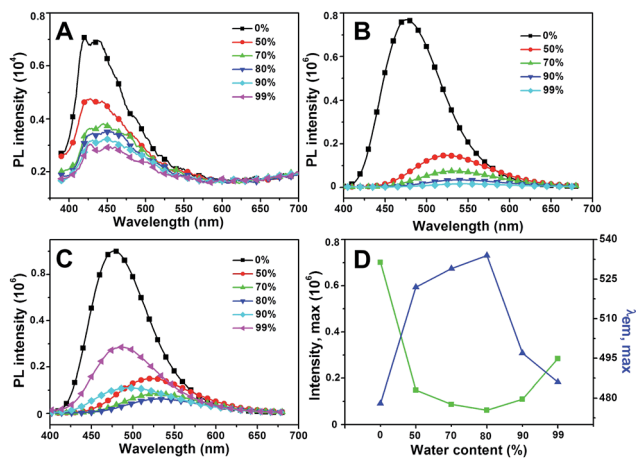 A
0%
50%
70%
80%
90%
99%
PL intensity (10⁴)
0.8
0.6
0.4
0.2
400 450 500 550 600 650 700
Wavelength (nm)
B
0%
50%
70%
90%
99%
PL intensity (10⁶)
0.8
0.6
0.4
0.2
0
400 450 500 550 600 650 700
Wavelength (nm)
C
0%
50%
70%
80%
90%
99%
PL intensity (10⁶)
0.8
0.4
0.2
0
400 450 500 550 600 650 700
Wavelength (nm)
D
Intensity, max (10⁶)
0.8
0.6
0.4
0.2
0
0 50 70 80 90 99
Water content (%)
540
525
510
495
480
λem, max